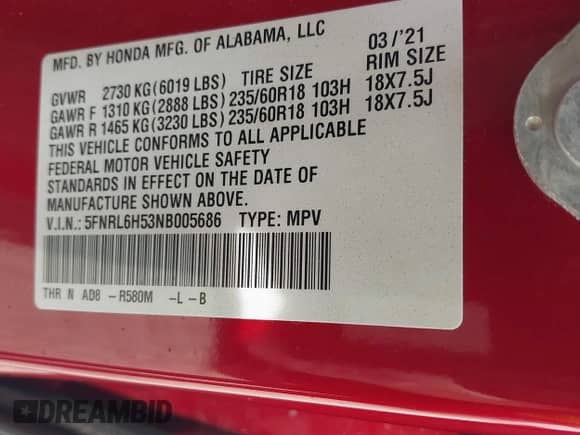 MFD. BY HONDA MFG. OF ALABAMA, LLC
03 /'21
GVWR 2730 KG (6019 LBS) TIRE SIZE RIM SIZE
GAWR F 1310 KG (2888 LBS) 235/60R18 103H 18X7.5J
GAWR R 1465 KG (3230 LBS) 235/60R18 103H 18X7.5J
THIS VEHICLE CONFORMS TO ALL APPLICABLE
FEDERAL MOTOR VEHICLE SAFETY
STANDARDS IN EFFECT ON THE DATE OF
MANUFACTURE SHOWN ABOVE.
V.I.N.: 5FNRL6H53NB005686 TYPE: MPV
THR N AD8 - R580M - L - B
DREAMBID